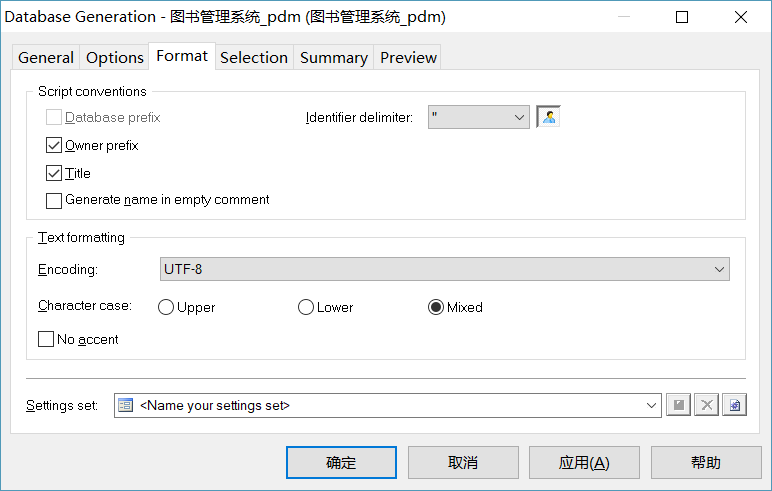 Database Generation - 图书管理系统_pdm (图书管理系统_pdm)
General Options Format Selection Summary Preview
Script conventions
Database prefix Identifier delimiter: "
Owner prefix
Title
Generate name in empty comment
Text formatting
Encoding: UTF-8
Character case: Upper Lower Mixed
No accent
Settings set: <Name your settings set>
确定 取消 应用(A) 帮助